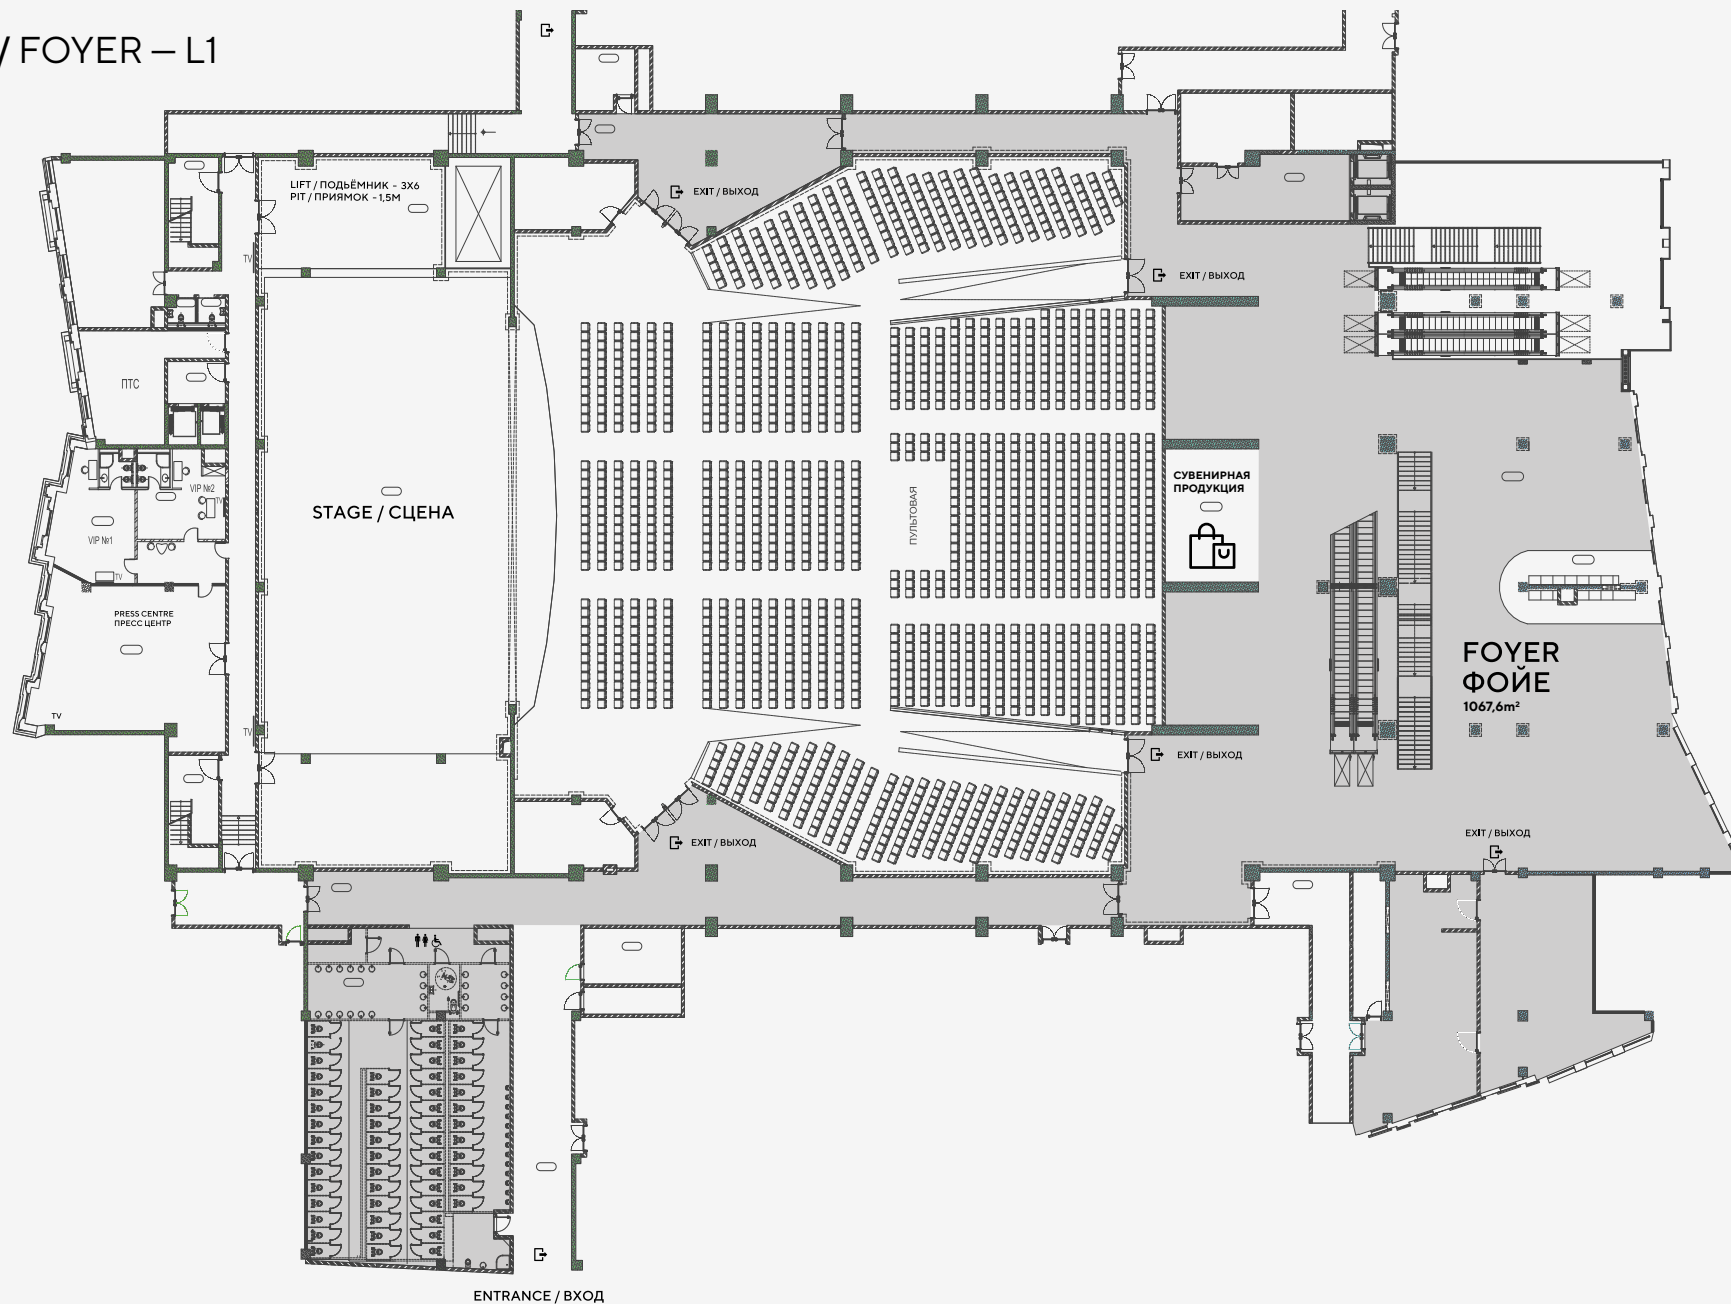 / FOYER — L1
LIFT / ПОДЪЁМНИК - 3X6
PIT / ПРИЯМОК -1,5М
EXIT / ВЫХОД
TV
EXIT / ВЫХОД
ПТС
СУВЕНИРНАЯ
ПРОДУКЦИЯ
VIP №2
TV
STAGE / СЦЕНА
ПУЛЬТОВАЯ
VIP №1
TV
PRESS CENTRE
ПРЕСС ЦЕНТР
FOYER
ФОЙЕ
1067,6m²
TV
TV
EXIT / ВЫХОД
EXIT / ВЫХОД
EXIT / ВЫХОД
ENTRANCE / ВХОД